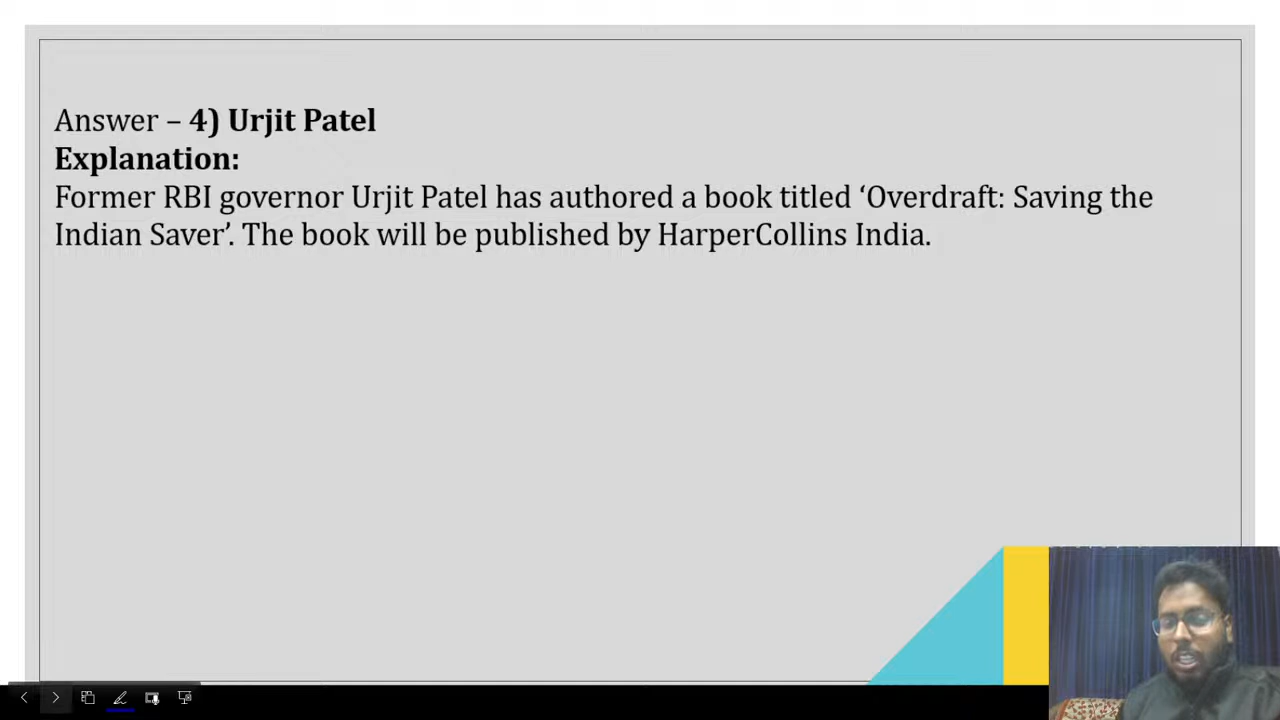 Answer – 4) Urjit Patel
Explanation:
Former RBI governor Urjit Patel has authored a book titled ‘Overdraft: Saving the
Indian Saver’. The book will be published by HarperCollins India.